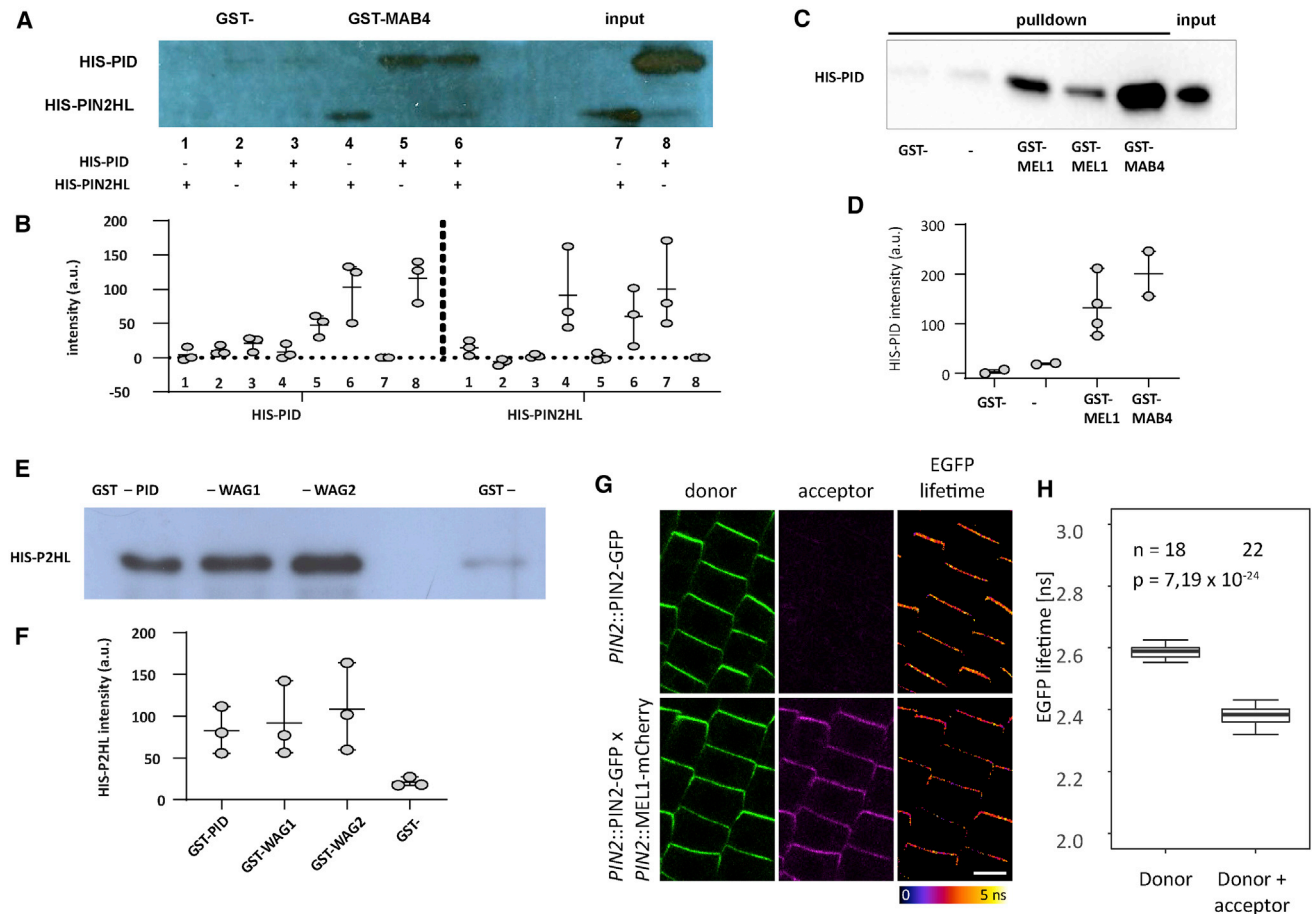 A
GST- GST-MAB4 input
HIS-PID
HIS-PIN2HL
1 2 3 4 5 6 7 8
HIS-PID - + + - + + - +
HIS-PIN2HL + - + + - + + -
B
intensity (a.u.)
200
150
100
50
0
-50
1 2 3 4 5 6 7 8 1 2 3 4 5 6 7 8
HIS-PID HIS-PIN2HL
C
pulldown input
HIS-PID
GST- - GST- GST- GST-
MEL1 MEL1 MAB4
D
HIS-PID intensity (a.u.)
300
200
100
0
GST- - GST- GST-
MEL1 MAB4
E
GST – PID – WAG1 – WAG2 GST –
HIS-P2HL
F
HIS-P2HL intensity (a.u.)
200
150
100
50
0
GST-PID GST-WAG1 GST-WAG2 GST-
G
EGFP
donor acceptor lifetime
PIN2::PIN2-GFP
PIN2::PIN2-GFP x
PIN2::MEL1-mCherry
0 5 ns
H
EGFP lifetime [ns]
3.0
2.8
2.6
2.4
2.2
2.0
n = 18 22
p = 7,19 x 10⁻²⁴
Donor Donor +
acceptor